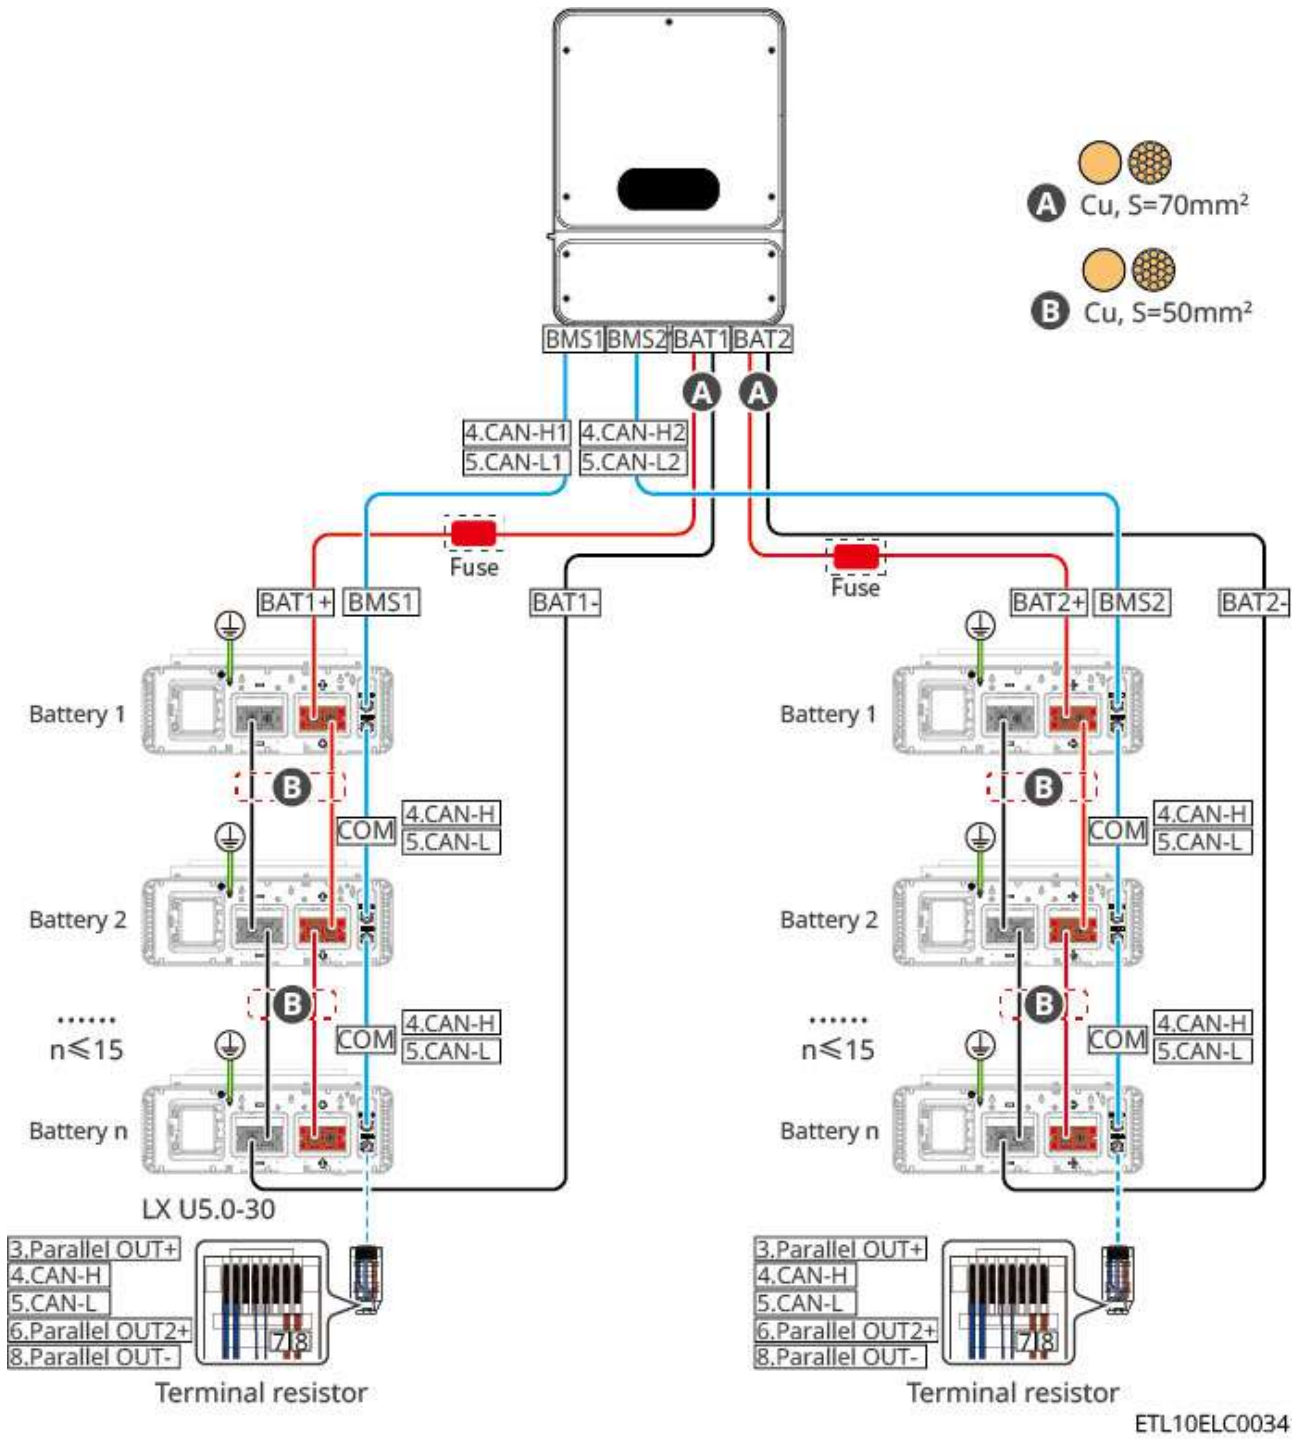 A Cu, S=70mm²
B Cu, S=50mm²
BMS1 BMS2 BAT1 BAT2
A A
4.CAN-H1 4.CAN-H2
5.CAN-L1 5.CAN-L2
Fuse Fuse
BAT1+ BMS1 BAT1- BAT2+ BMS2 BAT2-
Battery 1 Battery 1
B B
4.CAN-H 4.CAN-H
COM COM
5.CAN-L 5.CAN-L
Battery 2 Battery 2
B B
...... ......
4.CAN-H 4.CAN-H
COM COM
n⩽15 5.CAN-L n⩽15 5.CAN-L
Battery n Battery n
LX U5.0-30
3.Parallel OUT+ 3.Parallel OUT+
4.CAN-H 4.CAN-H
5.CAN-L 5.CAN-L
6.Parallel OUT2+ 7 8 6.Parallel OUT2+ 7 8
8.Parallel OUT- 8.Parallel OUT-
Terminal resistor Terminal resistor
ETL10ELC0034